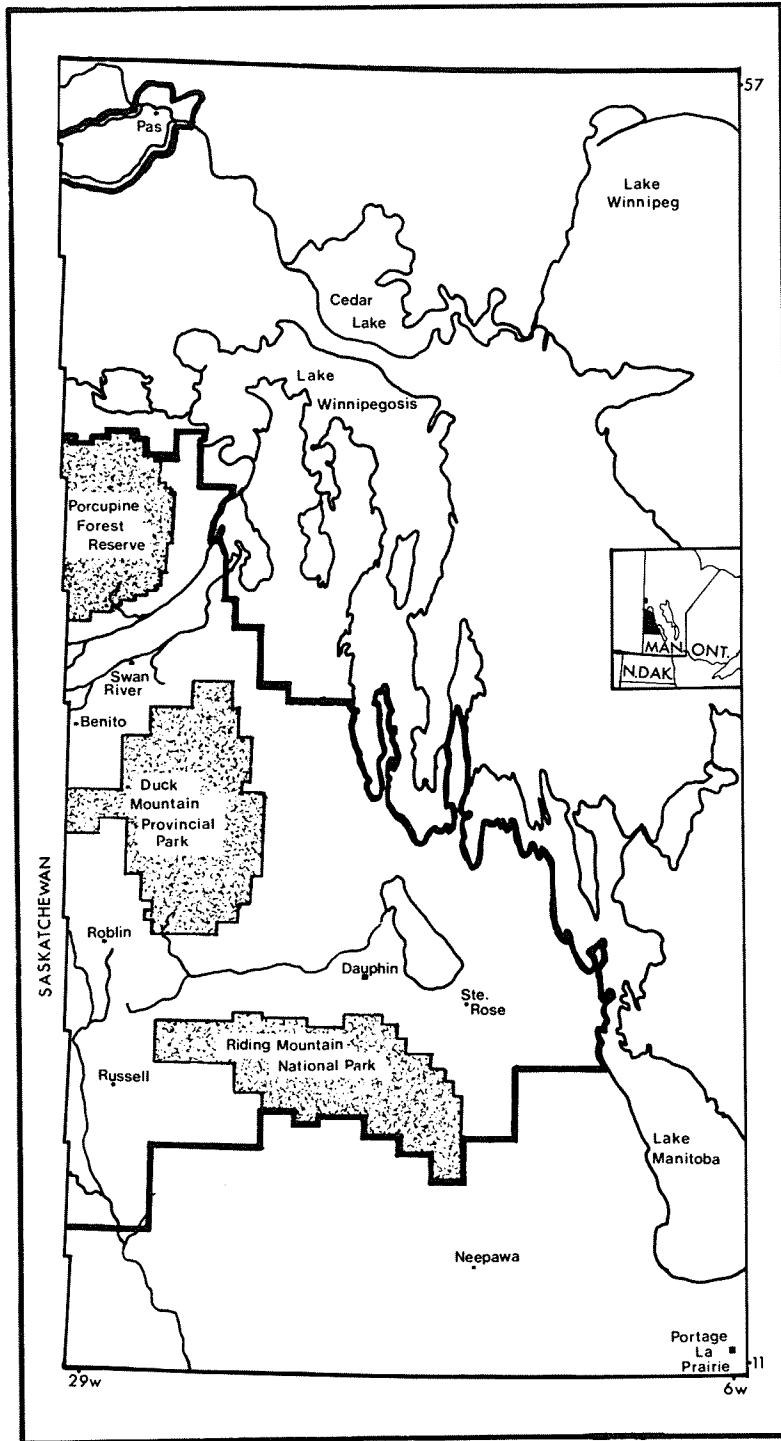 57
Pas
Lake
Winnipeg
Cedar
Lake
Lake
Winnipegosis
Porcupine
Forest
Reserve
MAN.
ONT.
N.DAK.
Swan
River
Benito
Duck
Mountain
Provincial
Park
SASKATCHEWAN
Roblin
Dauphin
Ste.
Rose
Riding Mountain
National Park
Russell
Lake
Manitoba
Neepawa
Portage
La
Prairie
11
29w
6w